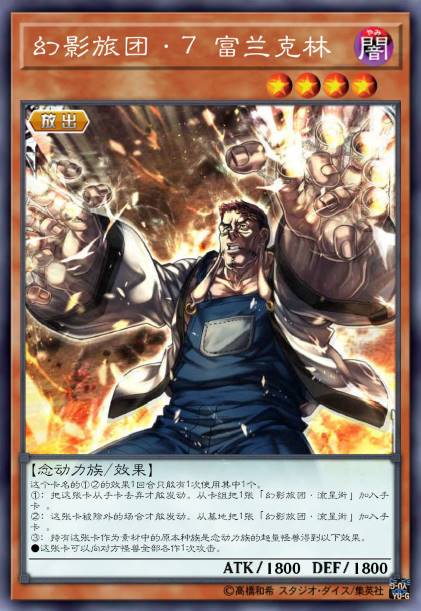 幻影旅团・7 富兰克林
やみ
闇
放出
【念动力族/效果】
这个卡名的①②的效果1回合只能有1次使用其中1个。
①：把这张卡从手卡丢弃才能发动。从卡组把1张「幻影旅团・流星街」加入手
卡 。
②：这张卡被除外的场合才能发动。从墓地把1张「幻影旅团・流星街」加入手
卡 。
③：持有这张卡作为素材中的原本种族是念动力族的超量怪兽得到以下效果。
●这张卡可以向对方怪兽全部各作1次攻击。
ATK / 1800 DEF / 1800
©高橋和希 スタジオ・ダイス/集英社